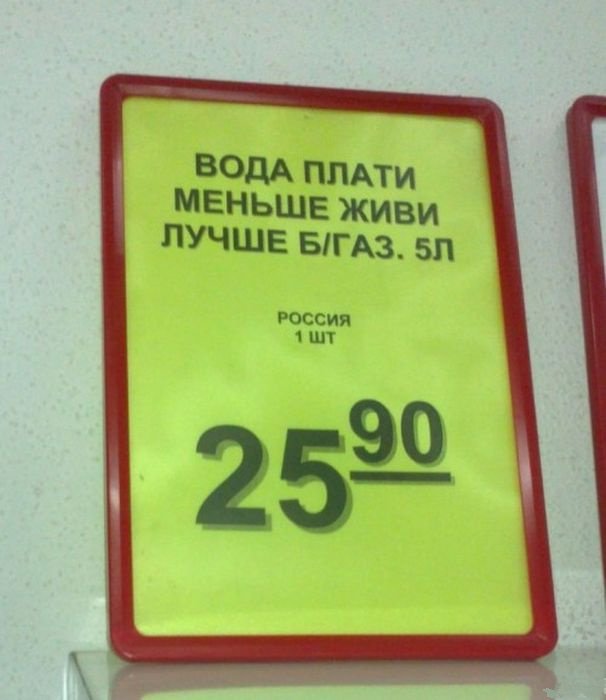 ВОДА ПЛАТИ
МЕНЬШЕ ЖИВИ
ЛУЧШЕ Б/ГАЗ. 5Л
РОССИЯ
1 ШТ
25 90